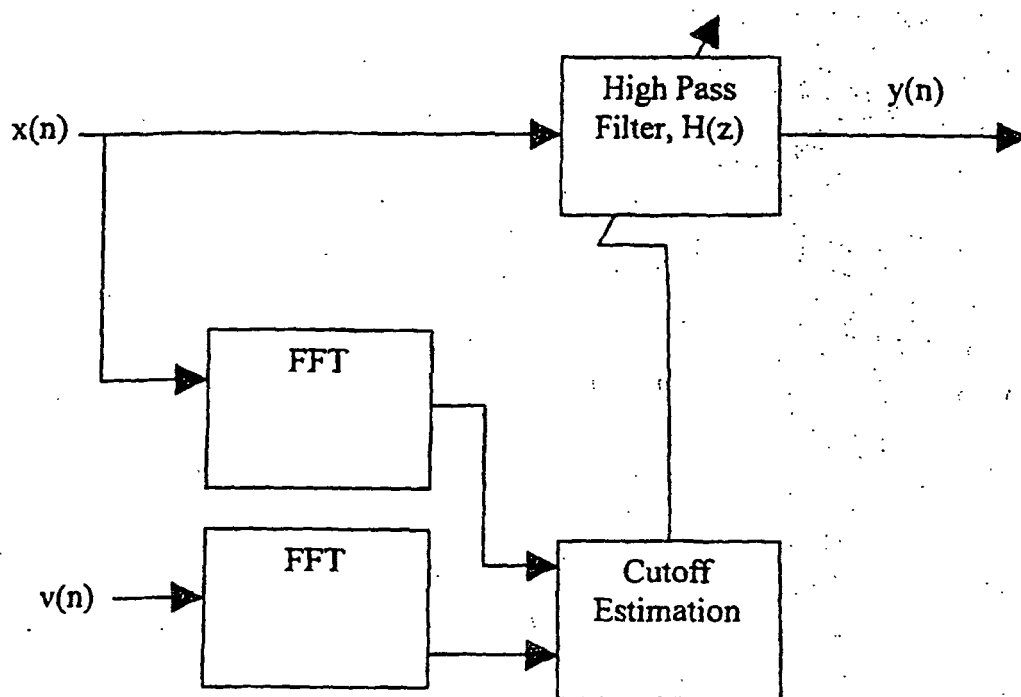 High Pass
Filter, H(z)
y(n)
x(n)
FFT
FFT
v(n)
Cutoff
Estimation